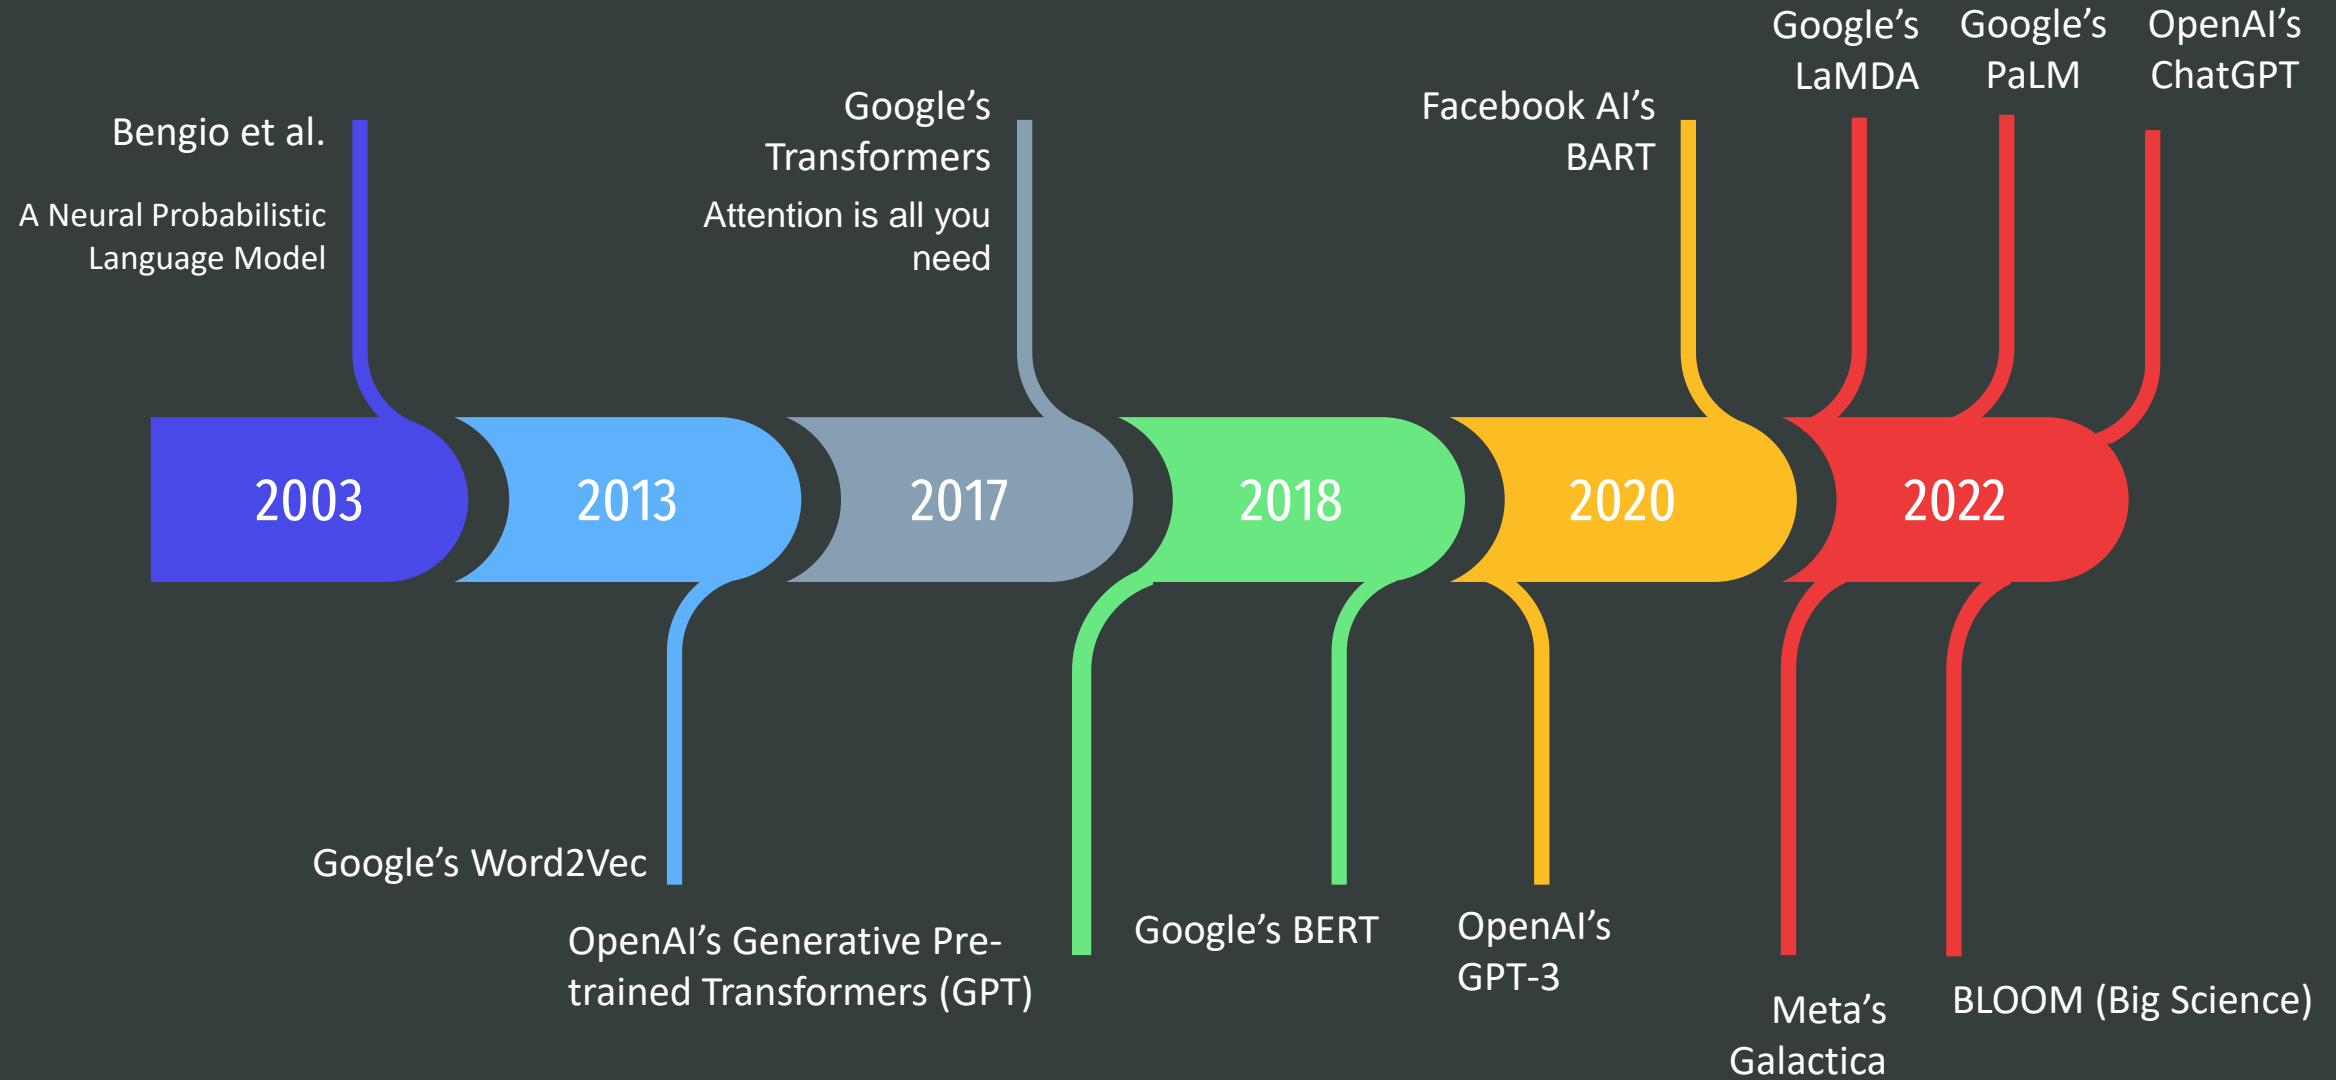 Google’s
LaMDA
Google’s
PaLM
OpenAI’s
ChatGPT
Bengio et al.
A Neural Probabilistic
Language Model
Google’s
Transformers
Attention is all you
need
Facebook AI’s
BART
2003
2013
2017
2018
2020
2022
Google’s Word2Vec
OpenAI’s Generative Pre-
trained Transformers (GPT)
Google’s BERT
OpenAI’s
GPT-3
Meta’s
Galactica
BLOOM (Big Science)